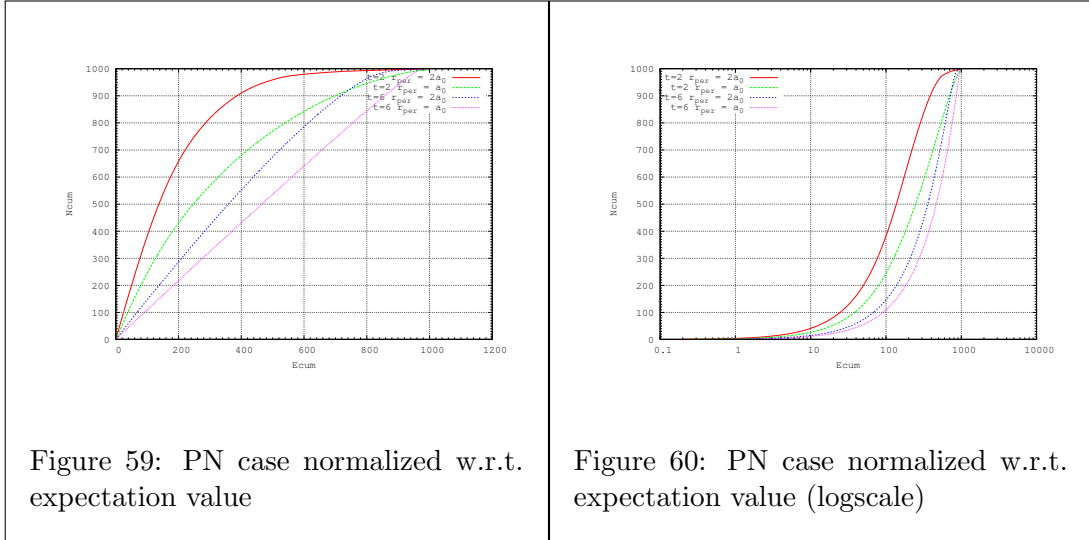 1000
900
800
700
600
500
400
300
200
100
0
Ncum
t=2 r_per = 2a_0
t=2 r_per = a_0
t=6 r_per = 2a_0
t=6 r_per = a_0
0 200 400 600 800 1000 1200
Ecum
Figure 59: PN case normalized w.r.t.
expectation value
1000
900
800
700
600
500
400
300
200
100
0
Ncum
t=2 r_per = 2a_0
t=2 r_per = a_0
t=6 r_per = 2a_0
t=6 r_per = a_0
0.1 1 10 100 1000 10000
Ecum
Figure 60: PN case normalized w.r.t.
expectation value (logscale)